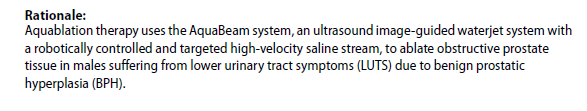 Rationale:
Aquablation therapy uses the AquaBeam system, an ultrasound image-guided waterjet system with
a robotically controlled and targeted high-velocity saline stream, to ablate obstructive prostate
tissue in males suffering from lower urinary tract symptoms (LUTS) due to benign prostatic
hyperplasia (BPH).